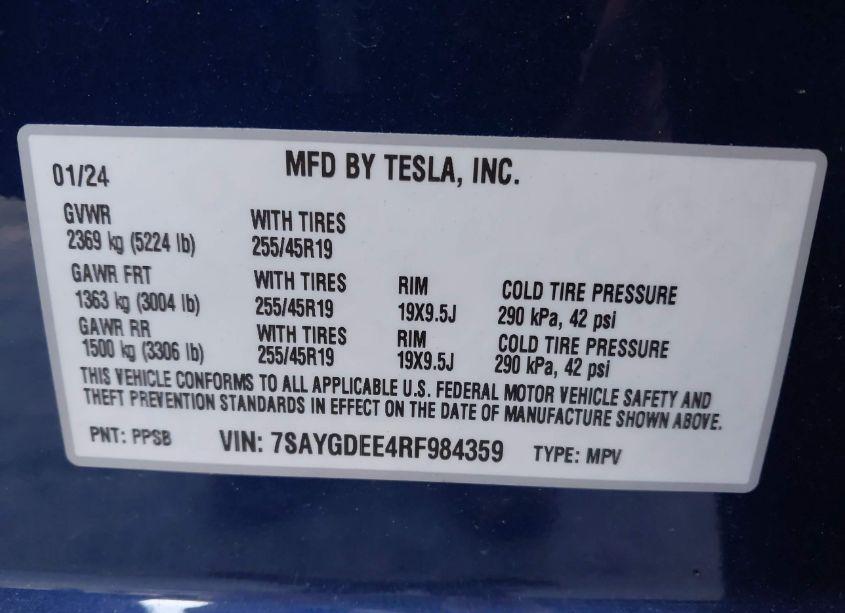 01/24 MFD BY TESLA, INC.
GVWR WITH TIRES
2369 kg (5224 lb) 255/45R19
GAWR FRT WITH TIRES RIM COLD TIRE PRESSURE
1363 kg (3004 lb) 255/45R19 19X9.5J 290 kPa, 42 psi
GAWR RR WITH TIRES RIM COLD TIRE PRESSURE
1500 kg (3306 lb) 255/45R19 19X9.5J 290 kPa, 42 psi
THIS VEHICLE CONFORMS TO ALL APPLICABLE U.S. FEDERAL MOTOR VEHICLE SAFETY AND
THEFT PREVENTION STANDARDS IN EFFECT ON THE DATE OF MANUFACTURE SHOWN ABOVE.
PNT: PPSB VIN: 7SAYGDEE4RF984359 TYPE: MPV